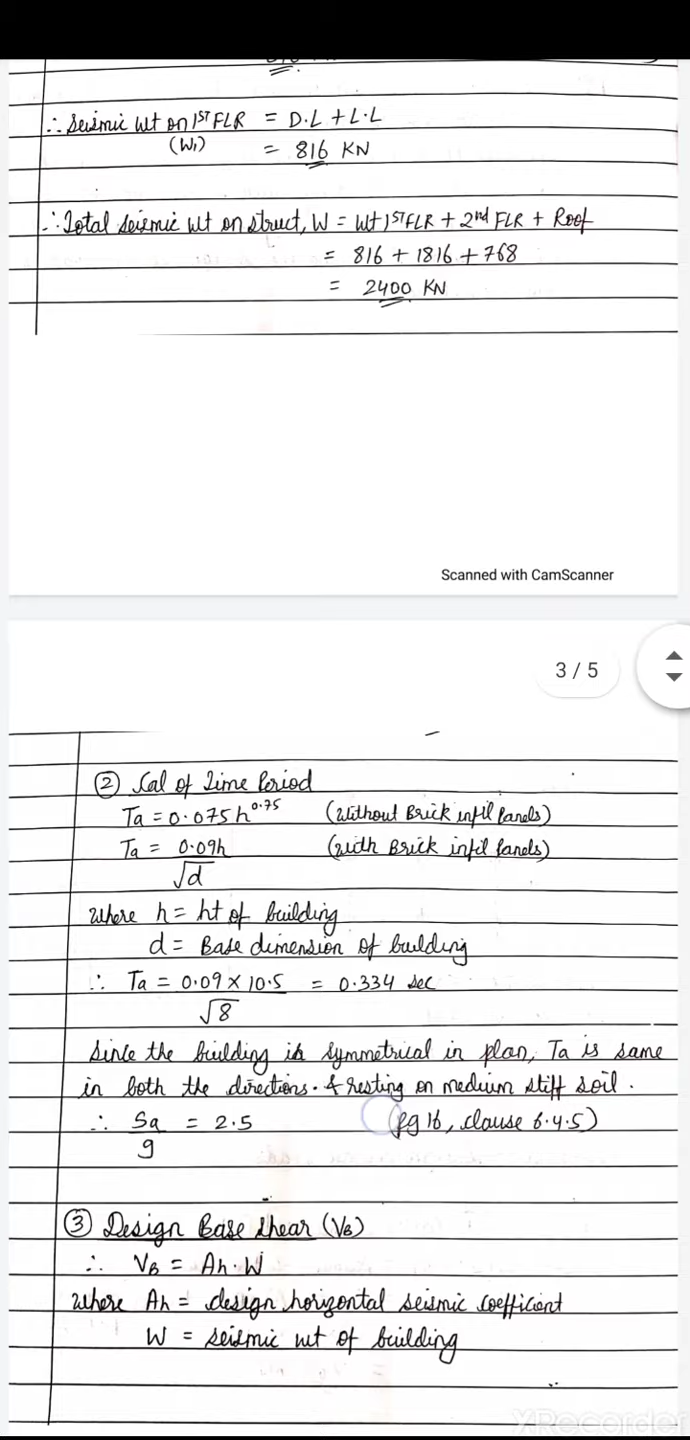 ∴ Seismic wt on 1ST FLR = D.L + L.L
(W₁) = 816 KN
∴ Total seismic wt on struct, W = wt 1ST FLR + 2nd FLR + Roof
= 816 + 1816 + 768
= 2400 KN
Scanned with CamScanner
3 / 5
② Cal of Time Period
Ta = 0.075 h^0.75 (Without Brick infil Panels)
Ta = 0.09h (with Brick infil Panels)
√d
where h = ht of building
d = Base dimension of building
∴ Ta = 0.09 × 10.5 = 0.334 sec
√8
Since the building is symmetrical in plan, Ta is same
in both the directions. & resting on medium stiff soil.
∴ Sa = 2.5 (Pg 16, clause 6.4.5)
g
③ Design Base Shear (VB)
∴ VB = Ah.W
where Ah = design horizontal seismic coefficient
W = seismic wt of building
XRecorder